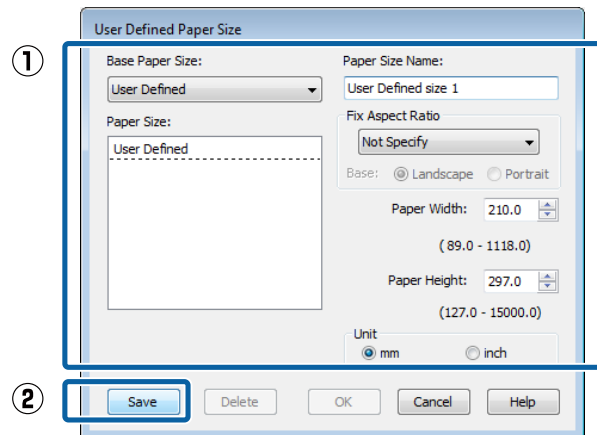 User Defined Paper Size
①
Base Paper Size:
User Defined
Paper Size:
User Defined
Paper Size Name:
User Defined size 1
Fix Aspect Ratio
Not Specify
Base: Landscape Portrait
Paper Width: 210.0
( 89.0 - 1118.0)
Paper Height: 297.0
(127.0 - 15000.0)
Unit
mm inch
②
Save Delete OK Cancel Help